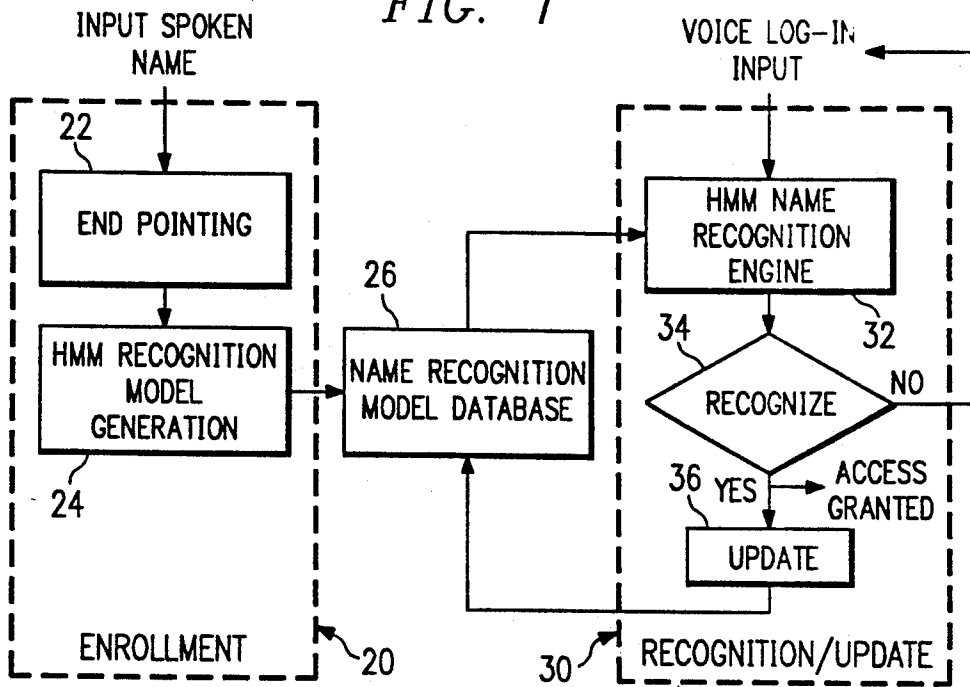 FIG. 1
INPUT SPOKEN
NAME
22
END POINTING
HMM RECOGNITION
MODEL
GENERATION
24
ENROLLMENT
20
26
NAME RECOGNITION
MODEL DATABASE
VOICE LOG-IN
INPUT
HMM NAME
RECOGNITION
ENGINE
32
34
RECOGNIZE
NO
YES
ACCESS
GRANTED
36
UPDATE
30
RECOGNITION/UPDATE